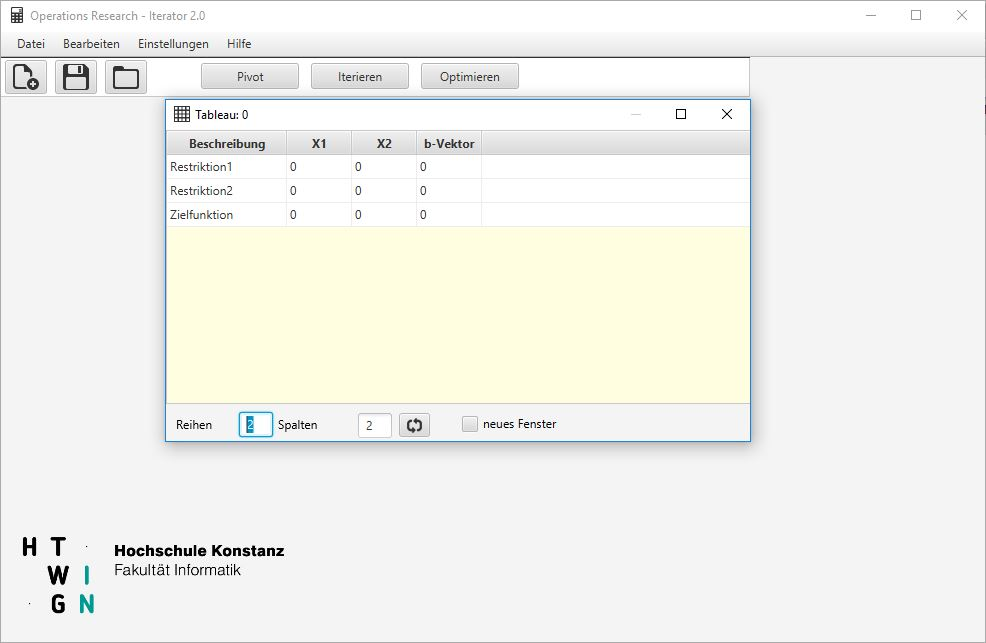 Operations Research - Iterator 2.0
Datei Bearbeiten Einstellungen Hilfe
Pivot Iterieren Optimieren
Tableau: 0
Beschreibung X1 X2 b-Vektor
Restriktion1 0 0 0
Restriktion2 0 0 0
Zielfunktion 0 0 0
Reihen 2 Spalten 2 neues Fenster
H T
W I
G N
Hochschule Konstanz
Fakultät Informatik